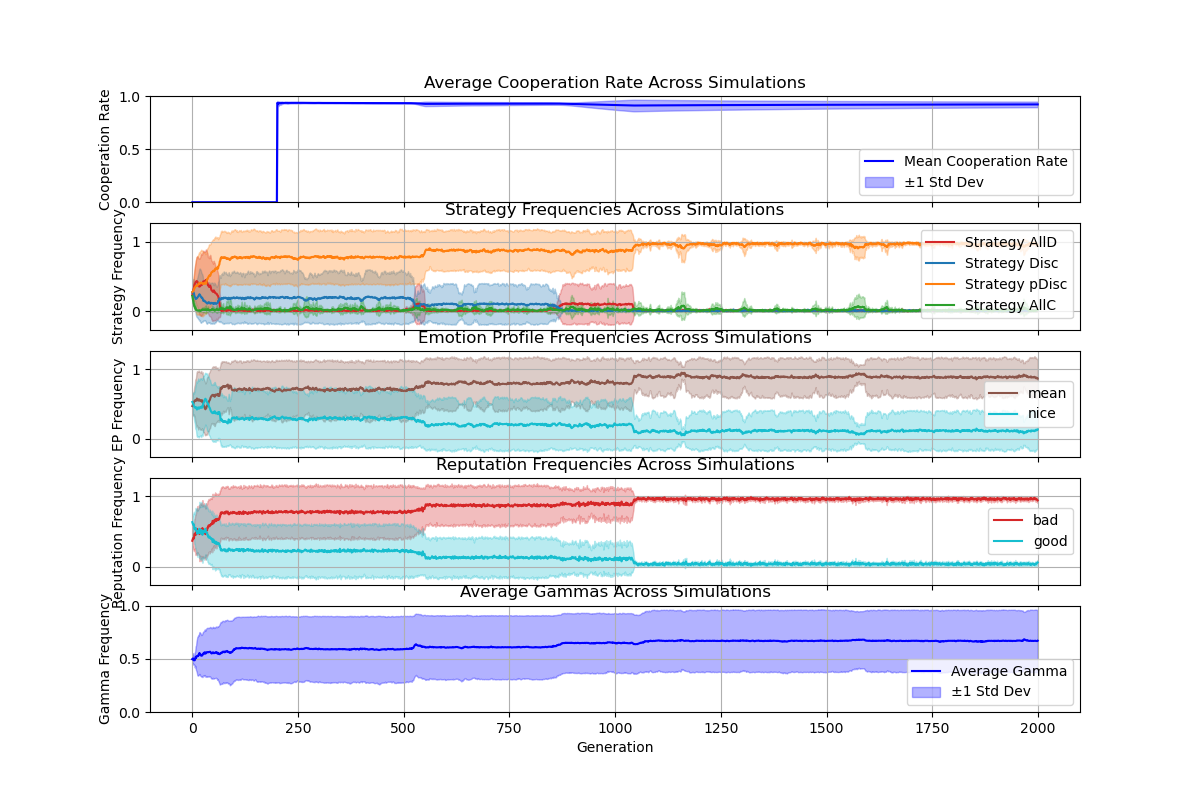 Average Cooperation Rate Across Simulations
Cooperation Rate
1.0
0.5
0.0
Mean Cooperation Rate
±1 Std Dev
Strategy Frequencies Across Simulations
Strategy Frequency
1
0
Strategy AllD
Strategy Disc
Strategy pDisc
Strategy AllC
Emotion Profile Frequencies Across Simulations
EP Frequency
1
0
mean
nice
Reputation Frequencies Across Simulations
Reputation Frequency
1
0
bad
good
Average Gammas Across Simulations
Gamma Frequency
1.0
0.5
0.0
Average Gamma
±1 Std Dev
0 250 500 750 1000 1250 1500 1750 2000
Generation